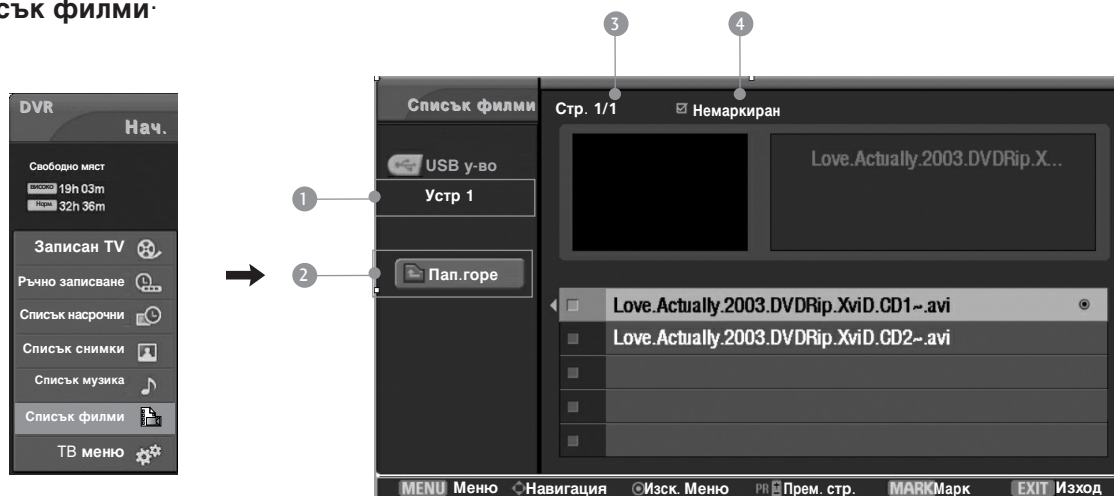 сък филми·
DVR
Нач.
Свободно мяст
ВИСОКО 19h 03m
Норм. 32h 36m
Записан TV
Ръчно записване
Списък насрочни
Списък снимки
Списък музика
Списък филми
ТВ меню
3
4
Списък филми
Стр. 1/1
Немаркиран
USB у-во
1
Устр 1
2
Пап.горе
Love.Actually.2003.DVDRip.X...
Love.Actually.2003.DVDRip.XviD.CD1~.avi
Love.Actually.2003.DVDRip.XviD.CD2~.avi
MENU Меню Навигация Изск. Меню PR Прем. стр. MARK Марк EXIT Изход